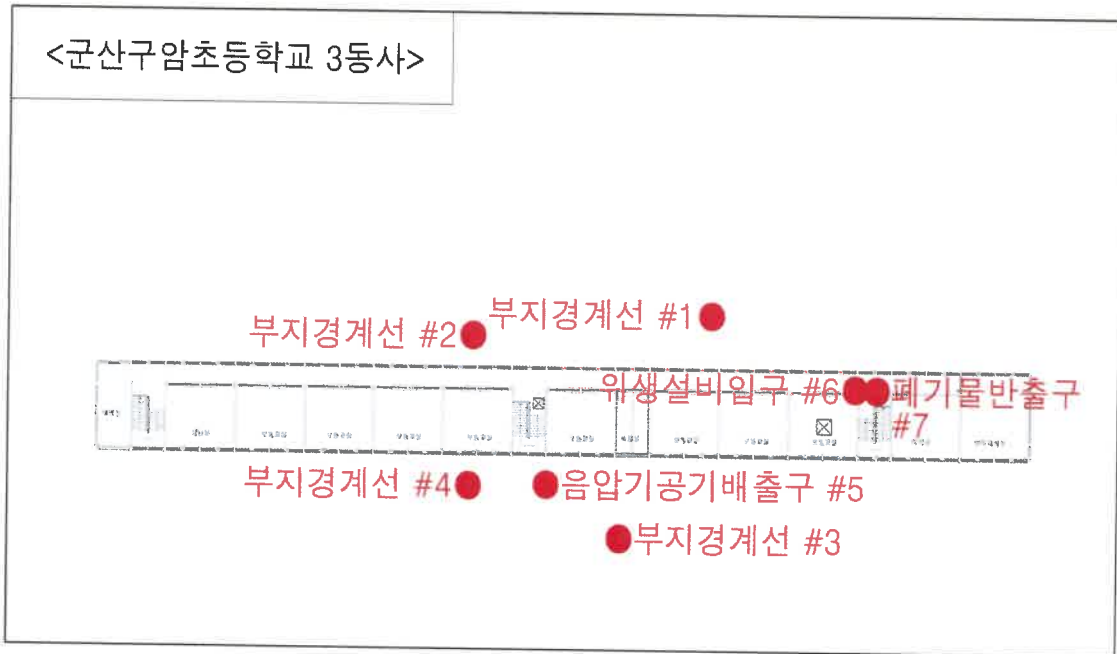 <군산구암초등학교 3동사>
부지경계선 #1
부지경계선 #2
위생설비입구 #6
폐기물반출구
#7
부지경계선 #4
음압기공기배출구 #5
부지경계선 #3